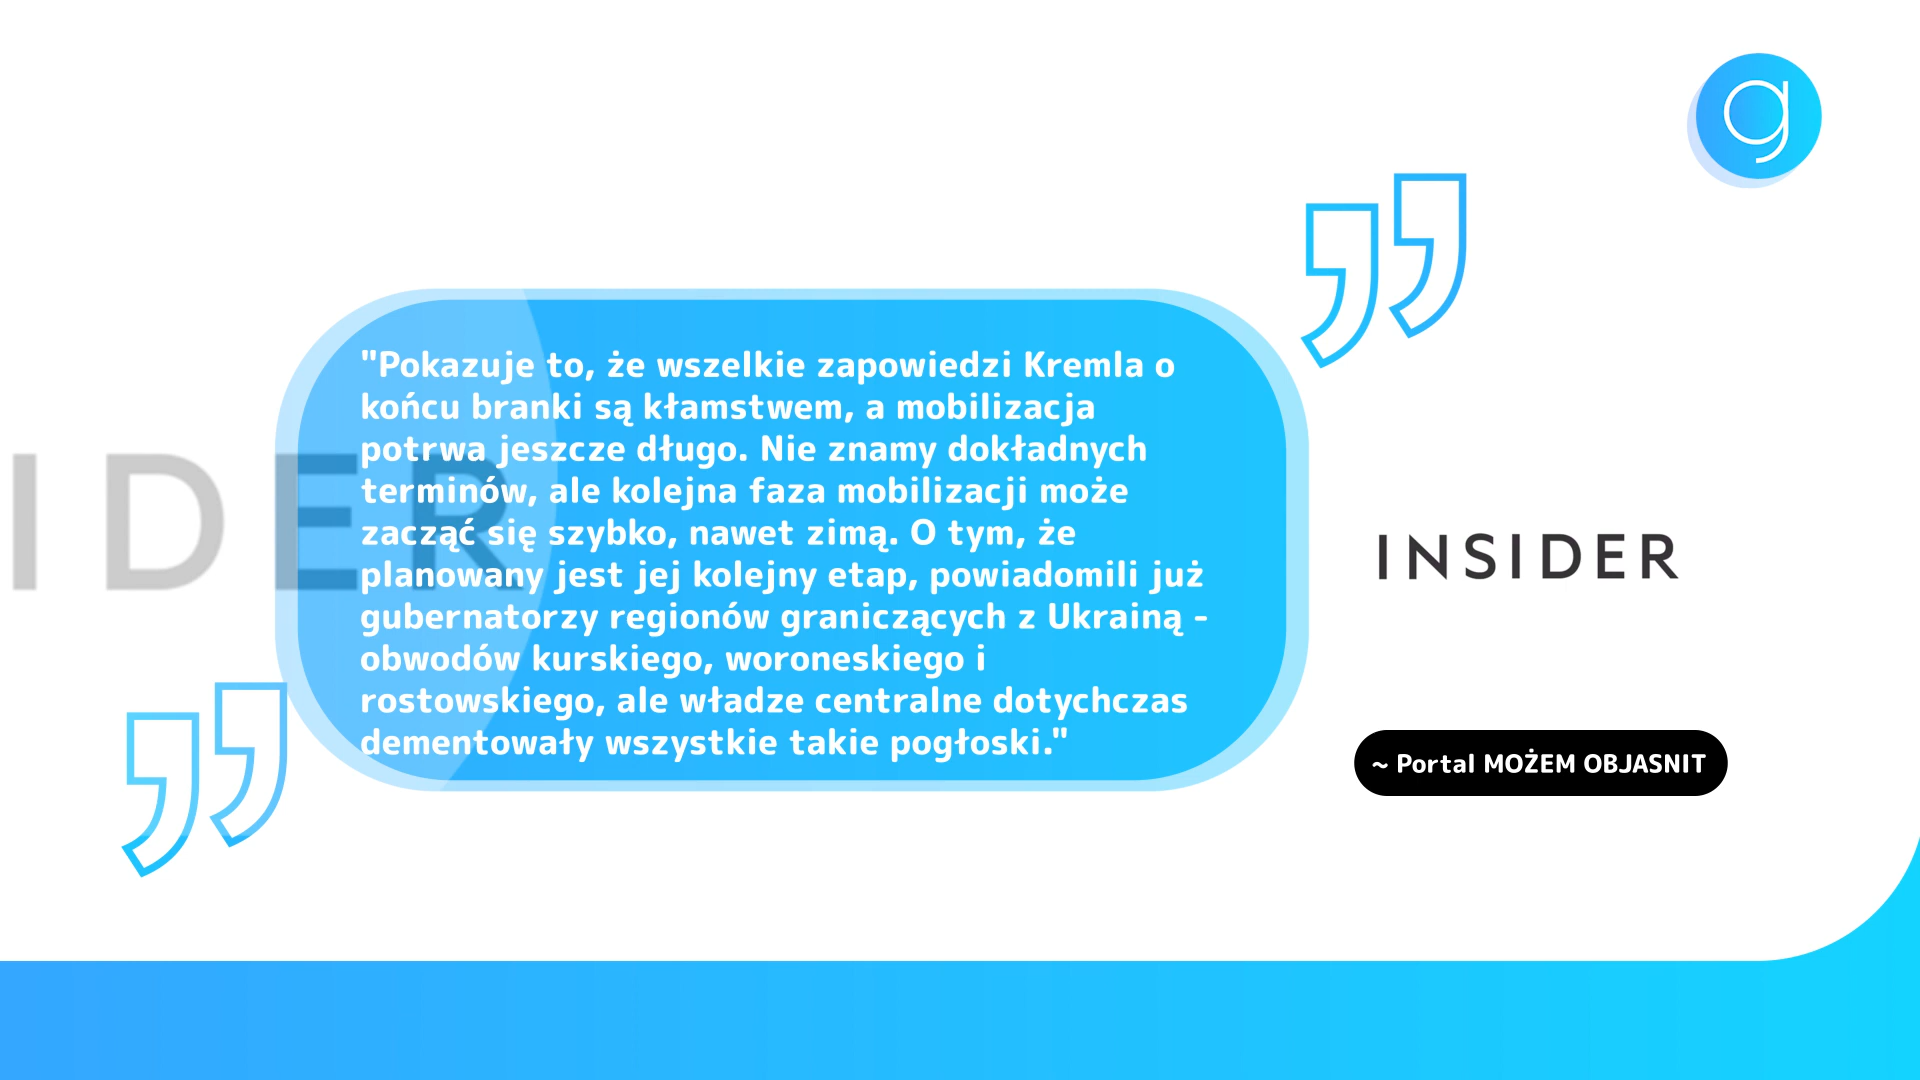 g
"Pokazuje to, że wszelkie zapowiedzi Kremla o
końcu branki są kłamstwem, a mobilizacja
potrwa jeszcze długo. Nie znamy dokładnych
terminów, ale kolejna faza mobilizacji może
zacząć się szybko, nawet zimą. O tym, że
planowany jest jej kolejny etap, powiadomili już
gubernatorzy regionów graniczących z Ukrainą -
obwodów kurskiego, woroneskiego i
rostowskiego, ale władze centralne dotychczas
dementowały wszystkie takie pogłoski."
IDER
INSIDER
~ Portal MOŻEM OBJASNIT